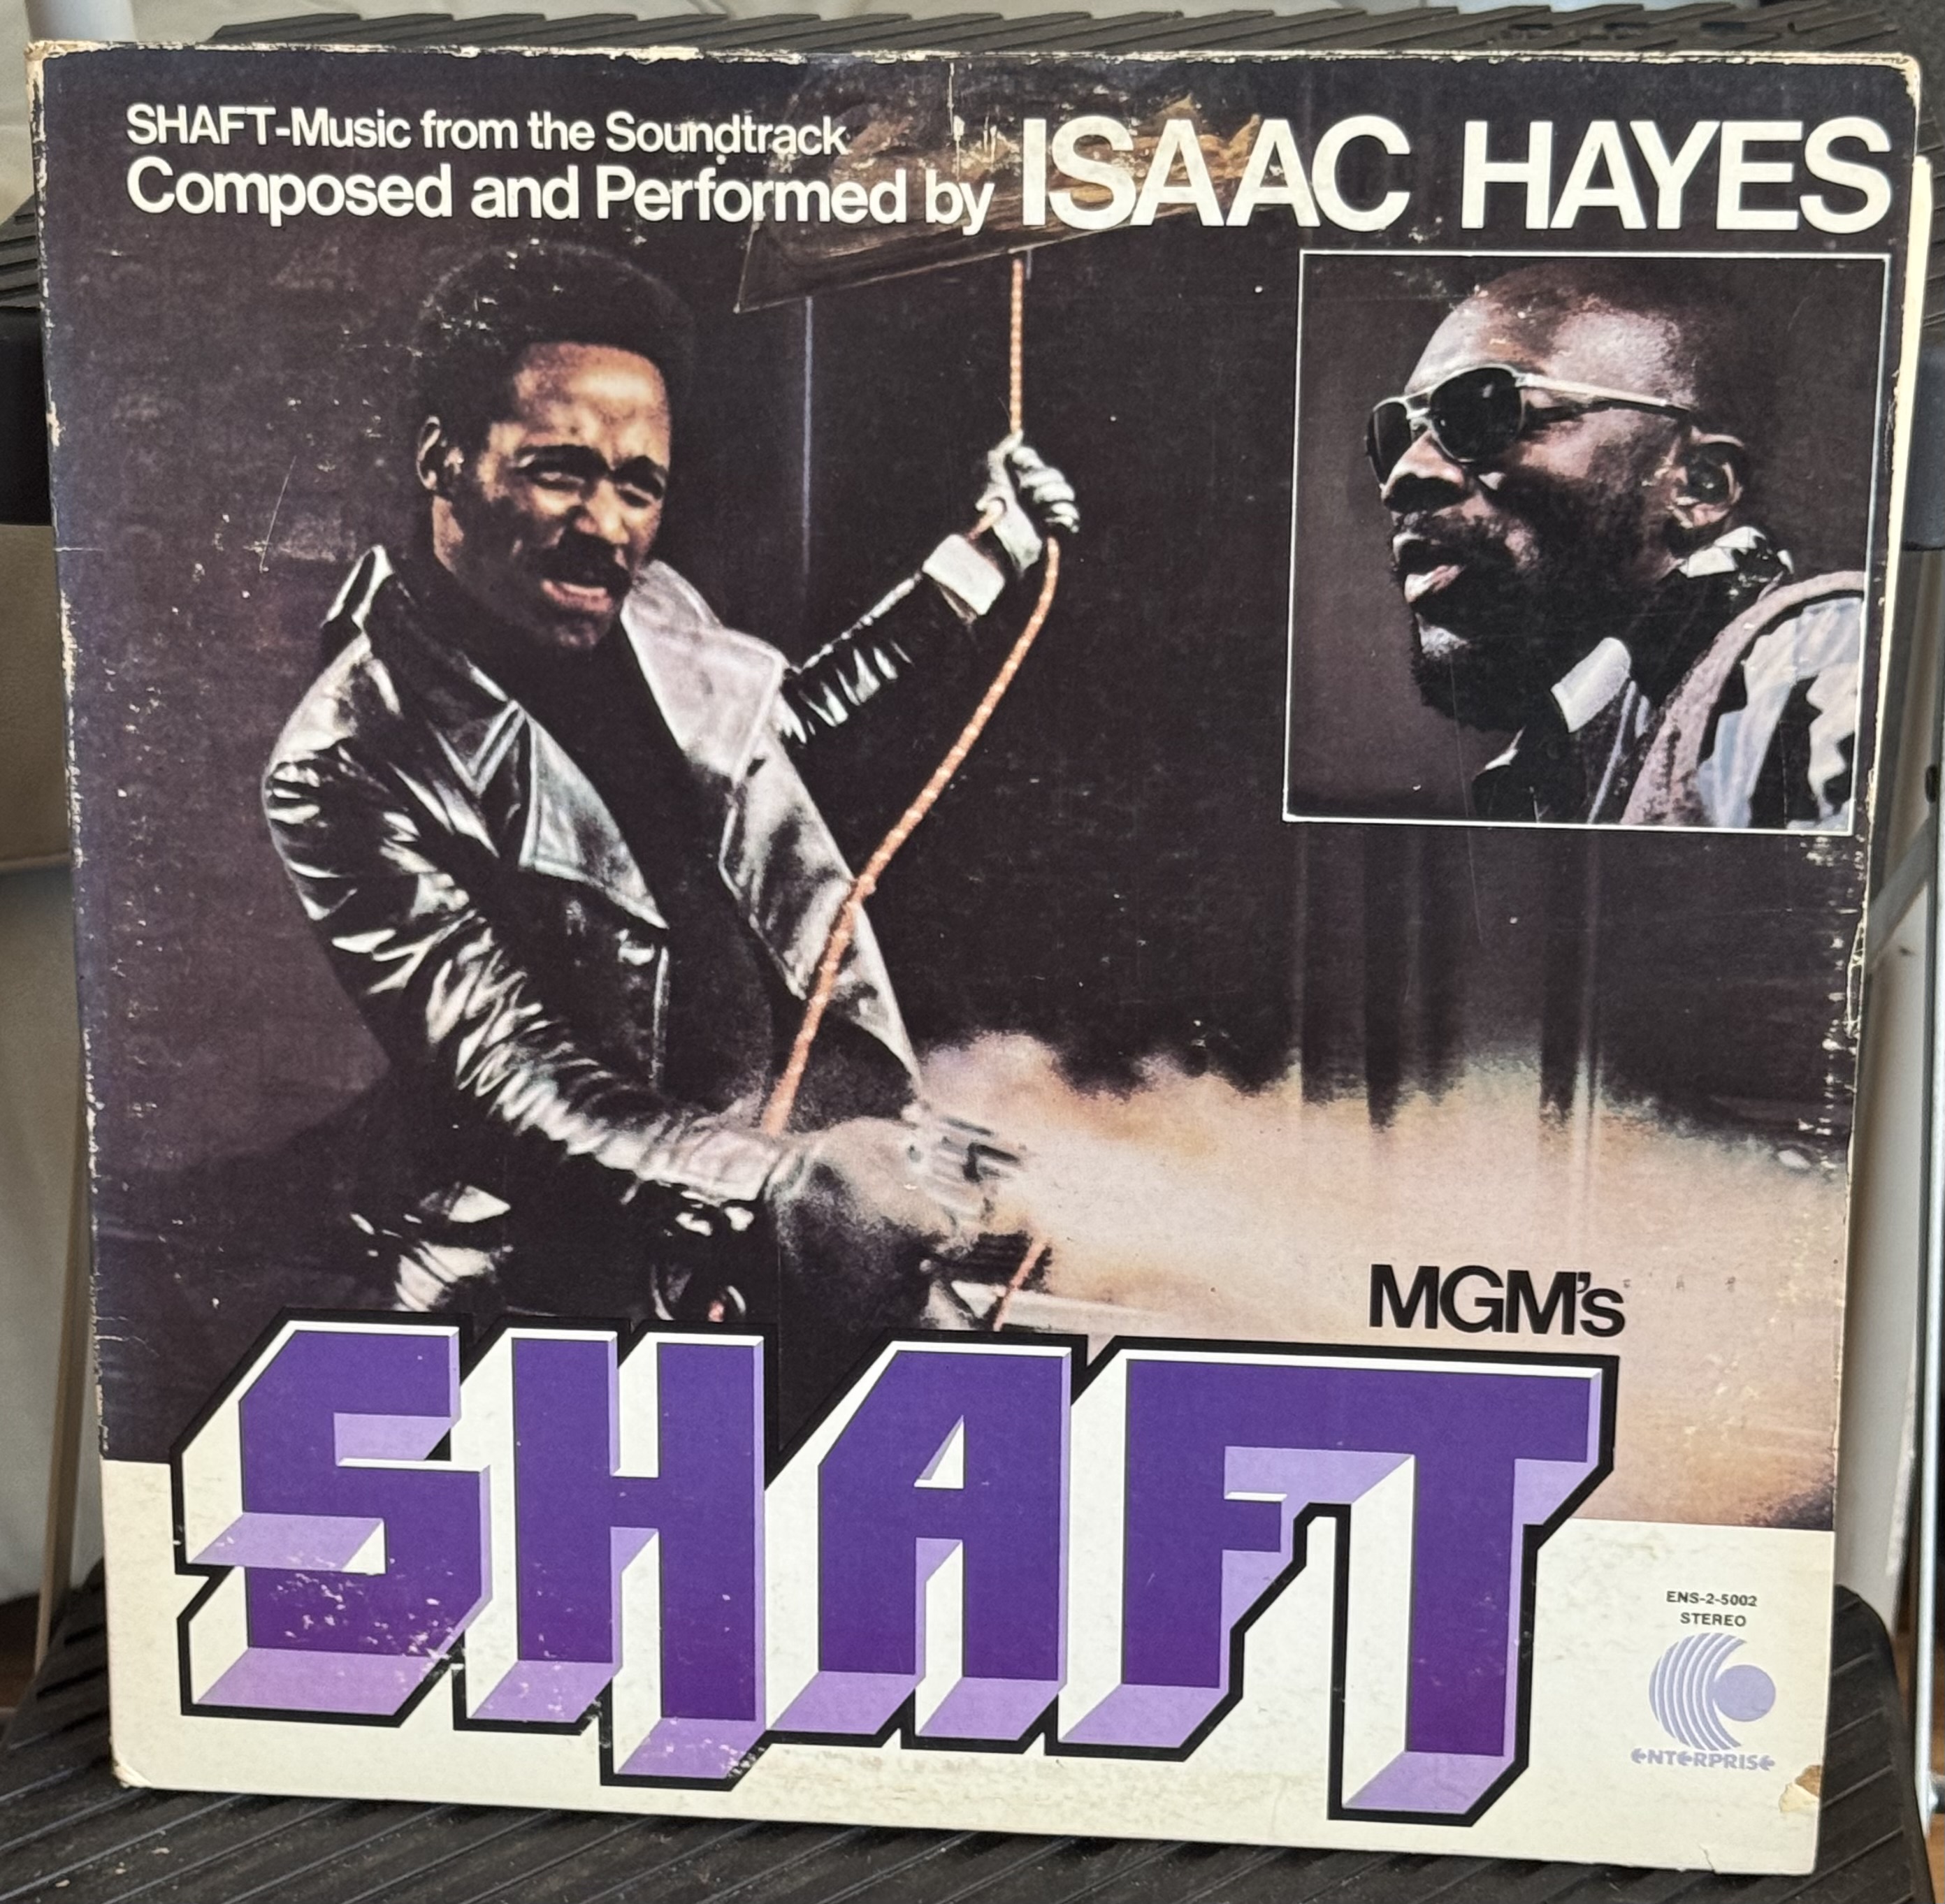 SHAFT-Music from the Soundtrack
Composed and Performed by ISAAC HAYES
MGM's
SHAFT
ENS-2-5002
STEREO
ENTERPRISE